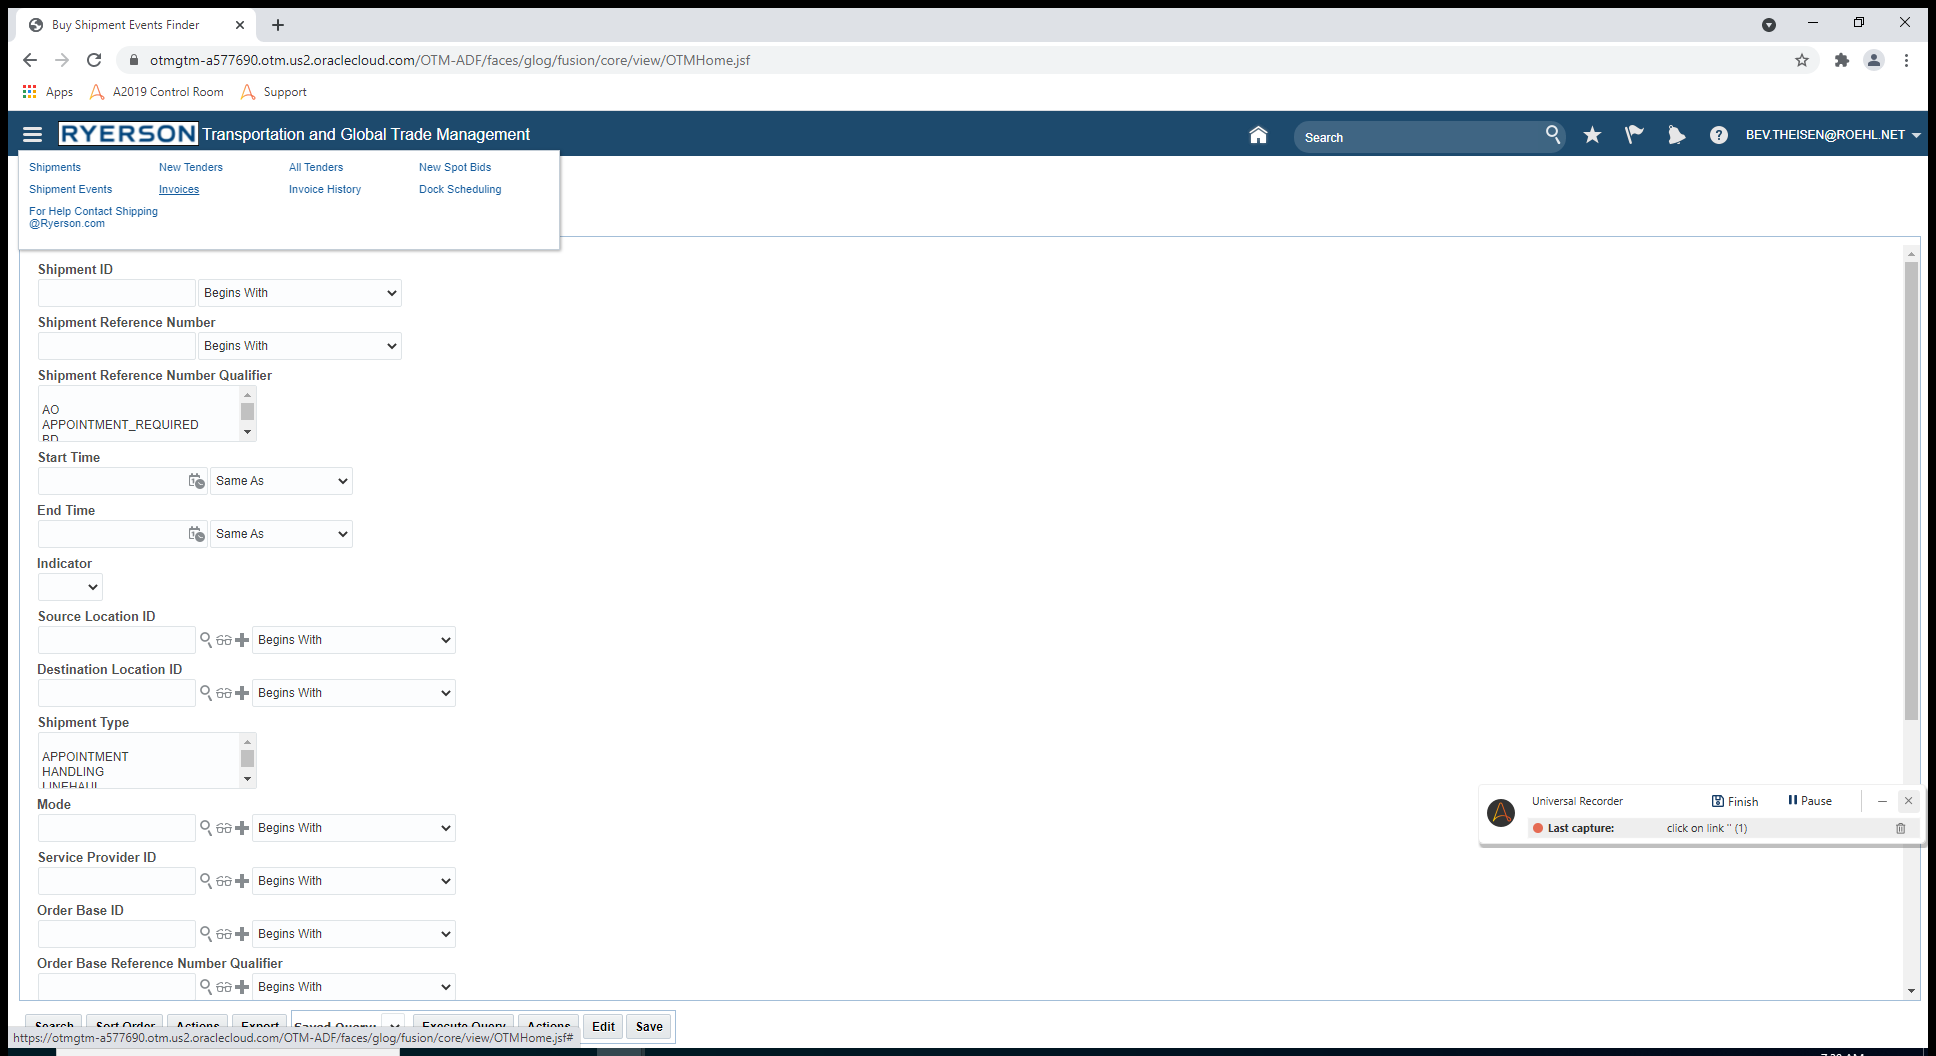 Buy Shipment Events Finder
otmgtm-a577690.otm.us2.oraclecloud.com/OTM-ADF/faces/glog/fusion/core/view/OTMHome.jsf
Apps A2019 Control Room Support
RYERSON Transportation and Global Trade Management Search BEV.THEISEN@ROEHL.NET
Shipments New Tenders All Tenders New Spot Bids
Shipment Events Invoices Invoice History Dock Scheduling
For Help Contact Shipping
@Ryerson.com
Shipment ID
Begins With
Shipment Reference Number
Begins With
Shipment Reference Number Qualifier
AO
APPOINTMENT_REQUIRED
BD
Start Time
Same As
End Time
Same As
Indicator
Source Location ID
Begins With
Destination Location ID
Begins With
Shipment Type
APPOINTMENT
HANDLING
LINEHAUL
Mode
Begins With
Universal Recorder Finish Pause
Last capture: click on link '' (1)
Service Provider ID
Begins With
Order Base ID
Begins With
Order Base Reference Number Qualifier
Begins With
Search Sort Order Actions Export Saved Query Execute Query Actions Edit Save
https://otmgtm-a577690.otm.us2.oraclecloud.com/OTM-ADF/faces/glog/fusion/core/view/OTMHome.jsf#